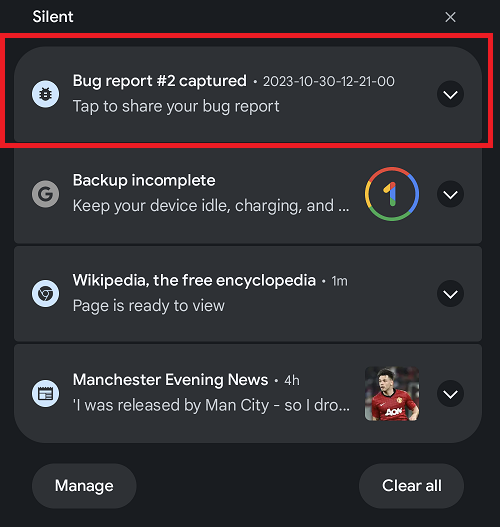 Silent
Bug report #2 captured • 2023-10-30-12-21-00
Tap to share your bug report
Backup incomplete
Keep your device idle, charging, and ...
1
Wikipedia, the free encyclopedia • 1m
Page is ready to view
Manchester Evening News • 4h
'I was released by Man City - so I dro...
AON
Manage
Clear all